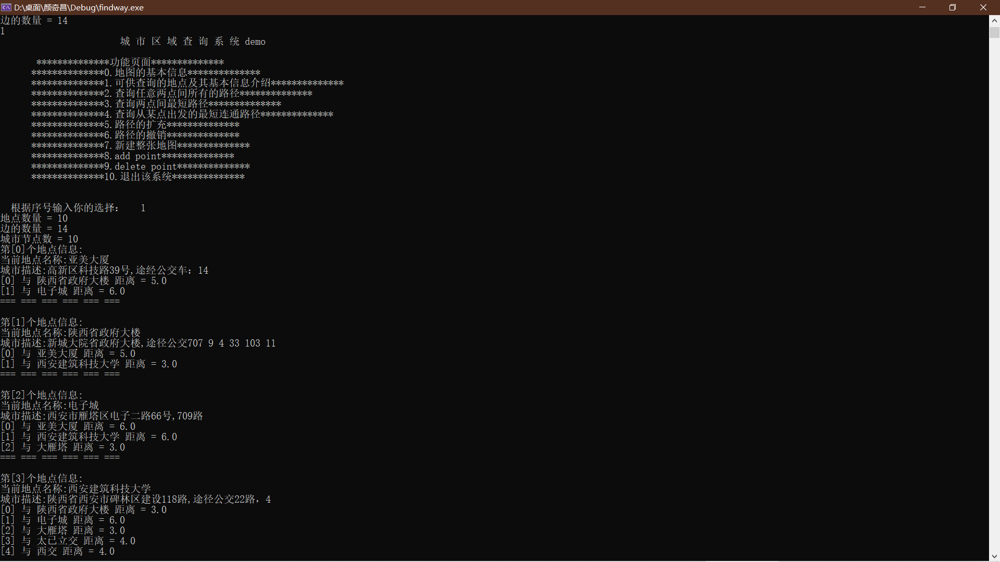 D:\桌面\颜奇昌\Debug\findway.exe
边的数量 = 14
1
城 市 区 域 查 询 系 统 demo
**************功能页面**************
**************0.地图的基本信息**************
**************1.可供查询的地点及其基本信息介绍**************
**************2.查询任意两点间所有的路径**************
**************3.查询两点间最短路径**************
**************4.查询从某点出发的最短连通路径**************
**************5.路径的扩充**************
**************6.路径的撤销**************
**************7.新建整张地图**************
**************8.add point**************
**************9.delete point**************
**************10.退出该系统**************
根据序号输入你的选择：   1
地点数量 = 10
边的数量 = 14
城市节点数 = 10
第[0]个地点信息:
当前地点名称:亚美大厦
城市描述:高新区科技路39号,途经公交车：14
[0] 与 陕西省政府大楼 距离 = 5.0
[1] 与 电子城 距离 = 6.0
=== === === === === ===
第[1]个地点信息:
当前地点名称:陕西省政府大楼
城市描述:新城大院省政府大楼,途径公交707 9 4 33 103 11
[0] 与 亚美大厦 距离 = 5.0
[1] 与 西安建筑科技大学 距离 = 3.0
=== === === === === ===
第[2]个地点信息:
当前地点名称:电子城
城市描述:西安市雁塔区电子二路66号,709路
[0] 与 亚美大厦 距离 = 6.0
[1] 与 西安建筑科技大学 距离 = 6.0
[2] 与 大雁塔 距离 = 3.0
=== === === === === ===
第[3]个地点信息:
当前地点名称:西安建筑科技大学
城市描述:陕西省西安市碑林区建设118路,途径公交22路，4
[0] 与 陕西省政府大楼 距离 = 3.0
[1] 与 电子城 距离 = 6.0
[2] 与 大雁塔 距离 = 3.0
[3] 与 太已立交 距离 = 4.0
[4] 与 西交 距离 = 4.0